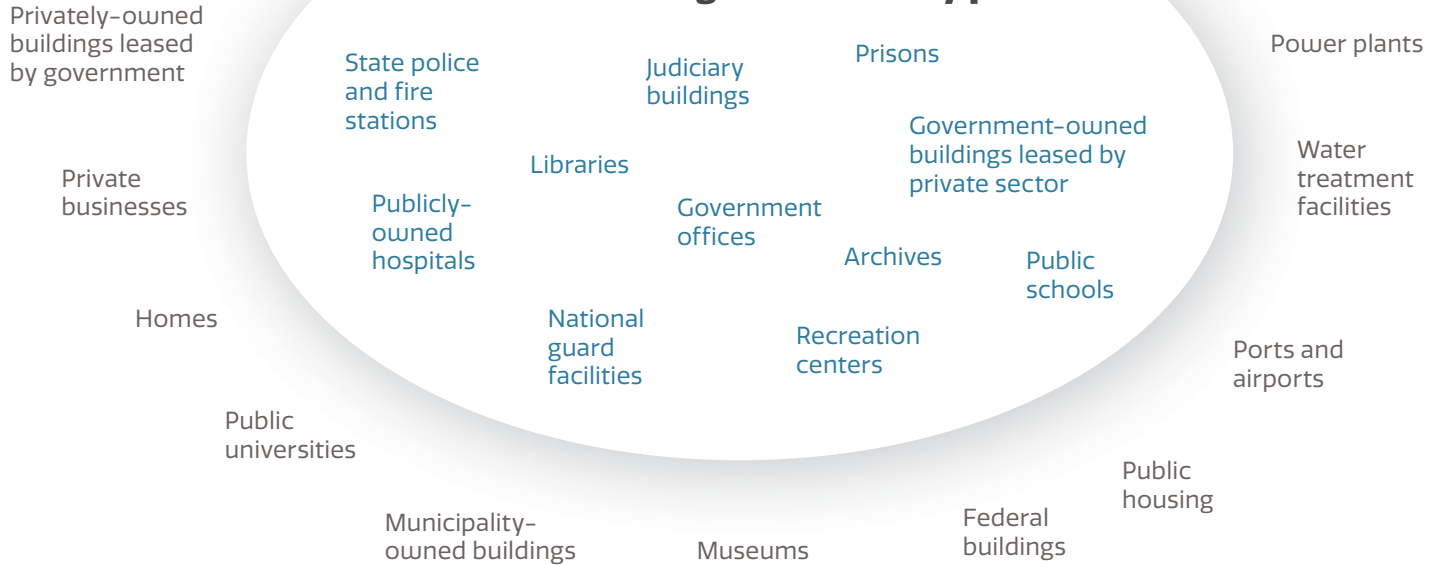 Privately-owned
buildings leased
by government
State police
and fire
stations
Judiciary
buildings
Prisons
Power plants
Government-owned
buildings leased by
private sector
Water
treatment
facilities
Libraries
Private
businesses
Publicly-
owned
hospitals
Government
offices
Archives
Public
schools
Homes
National
guard
facilities
Recreation
centers
Ports and
airports
Public
universities
Public
housing
Municipality-
owned buildings
Museums
Federal
buildings